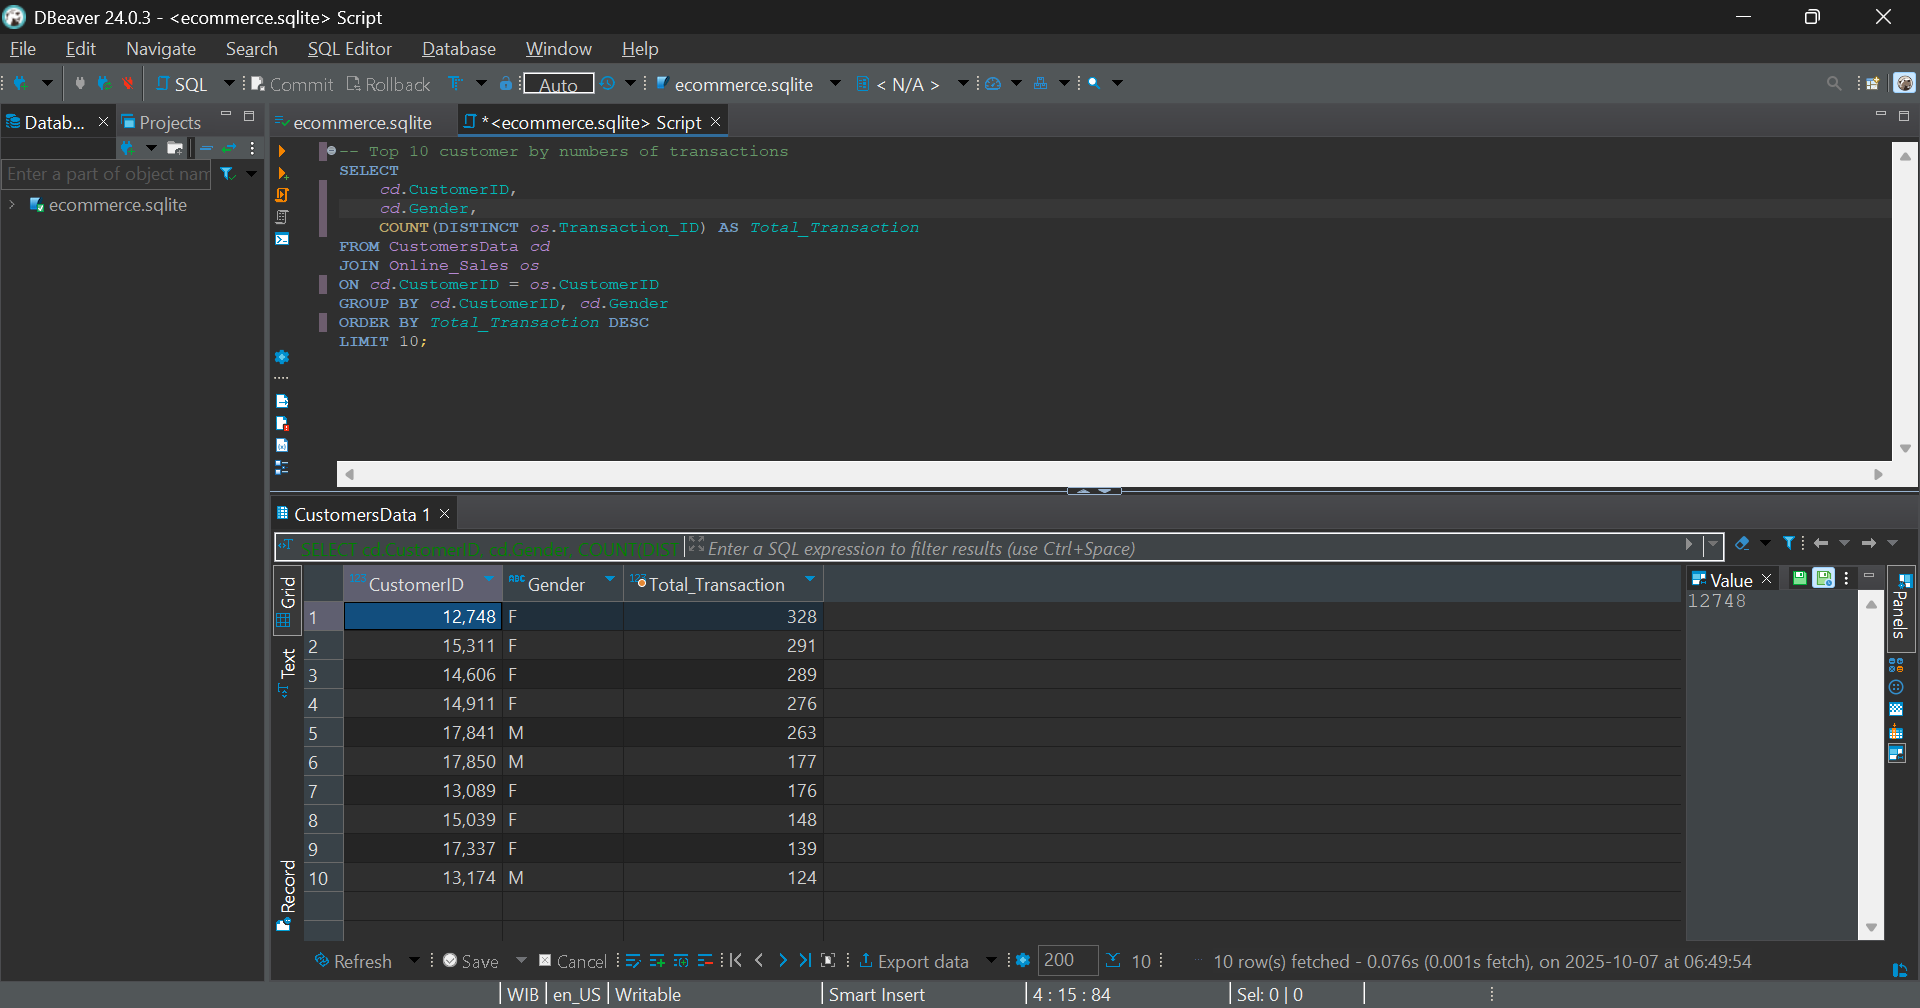 DBeaver 24.0.3 - <ecommerce.sqlite> Script
File Edit Navigate Search SQL Editor Database Window Help
SQL Commit Rollback Auto ecommerce.sqlite < N/A >
Datab... Projects
ecommerce.sqlite *<ecommerce.sqlite> Script
Enter a part of object nam
ecommerce.sqlite
-- Top 10 customer by numbers of transactions
SELECT
cd.CustomerID,
cd.Gender,
COUNT(DISTINCT os.Transaction_ID) AS Total_Transaction
FROM CustomersData cd
JOIN Online_Sales os
ON cd.CustomerID = os.CustomerID
GROUP BY cd.CustomerID, cd.Gender
ORDER BY Total_Transaction DESC
LIMIT 10;
CustomersData 1
SELECT cd.CustomerID, cd.Gender, COUNT(DIST Enter a SQL expression to filter results (use Ctrl+Space)
Grid
Text
Record
CustomerID Gender Total_Transaction
1 12,748 F 328
2 15,311 F 291
3 14,606 F 289
4 14,911 F 276
5 17,841 M 263
6 17,850 M 177
7 13,089 F 176
8 15,039 F 148
9 17,337 F 139
10 13,174 M 124
Value
12748
Panels
Refresh Save Cancel Export data 200 10 10 row(s) fetched - 0.076s (0.001s fetch), on 2025-10-07 at 06:49:54
WIB en_US Writable Smart Insert 4 : 15 : 84 Sel: 0 | 0